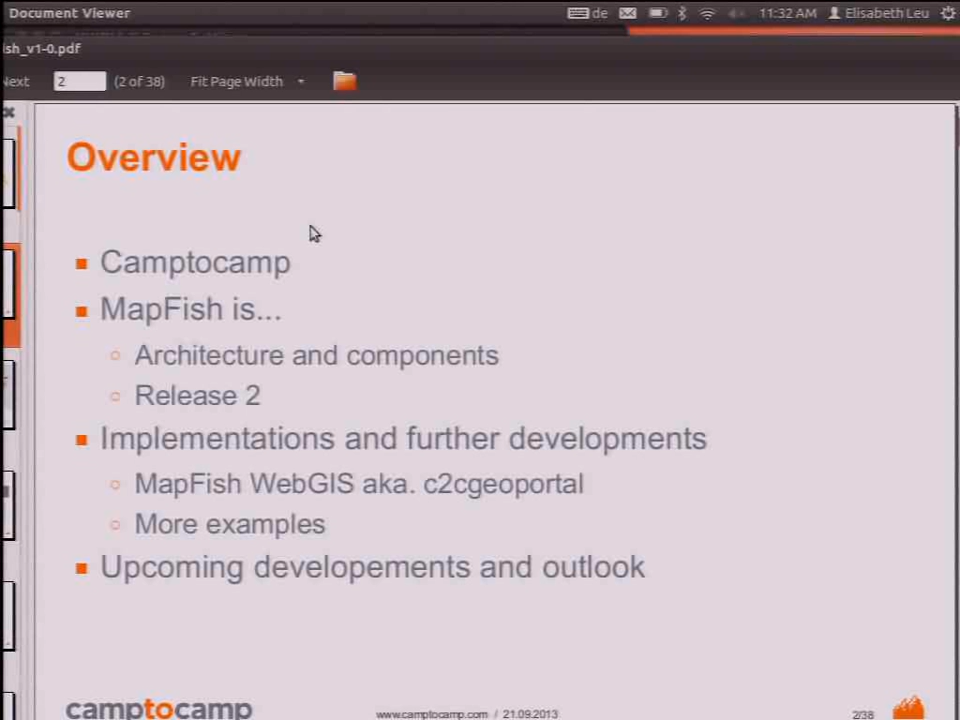 Document Viewer
de
11:32 AM
Elisabeth Leu
ish_v1-0.pdf
Next
2
(2 of 38)
Fit Page Width
Overview
Camptocamp
MapFish is...
Architecture and components
Release 2
Implementations and further developments
MapFish WebGIS aka. c2cgeoportal
More examples
Upcoming developements and outlook
camptocamp
www.camptocamp.com / 21.09.2013
2/38